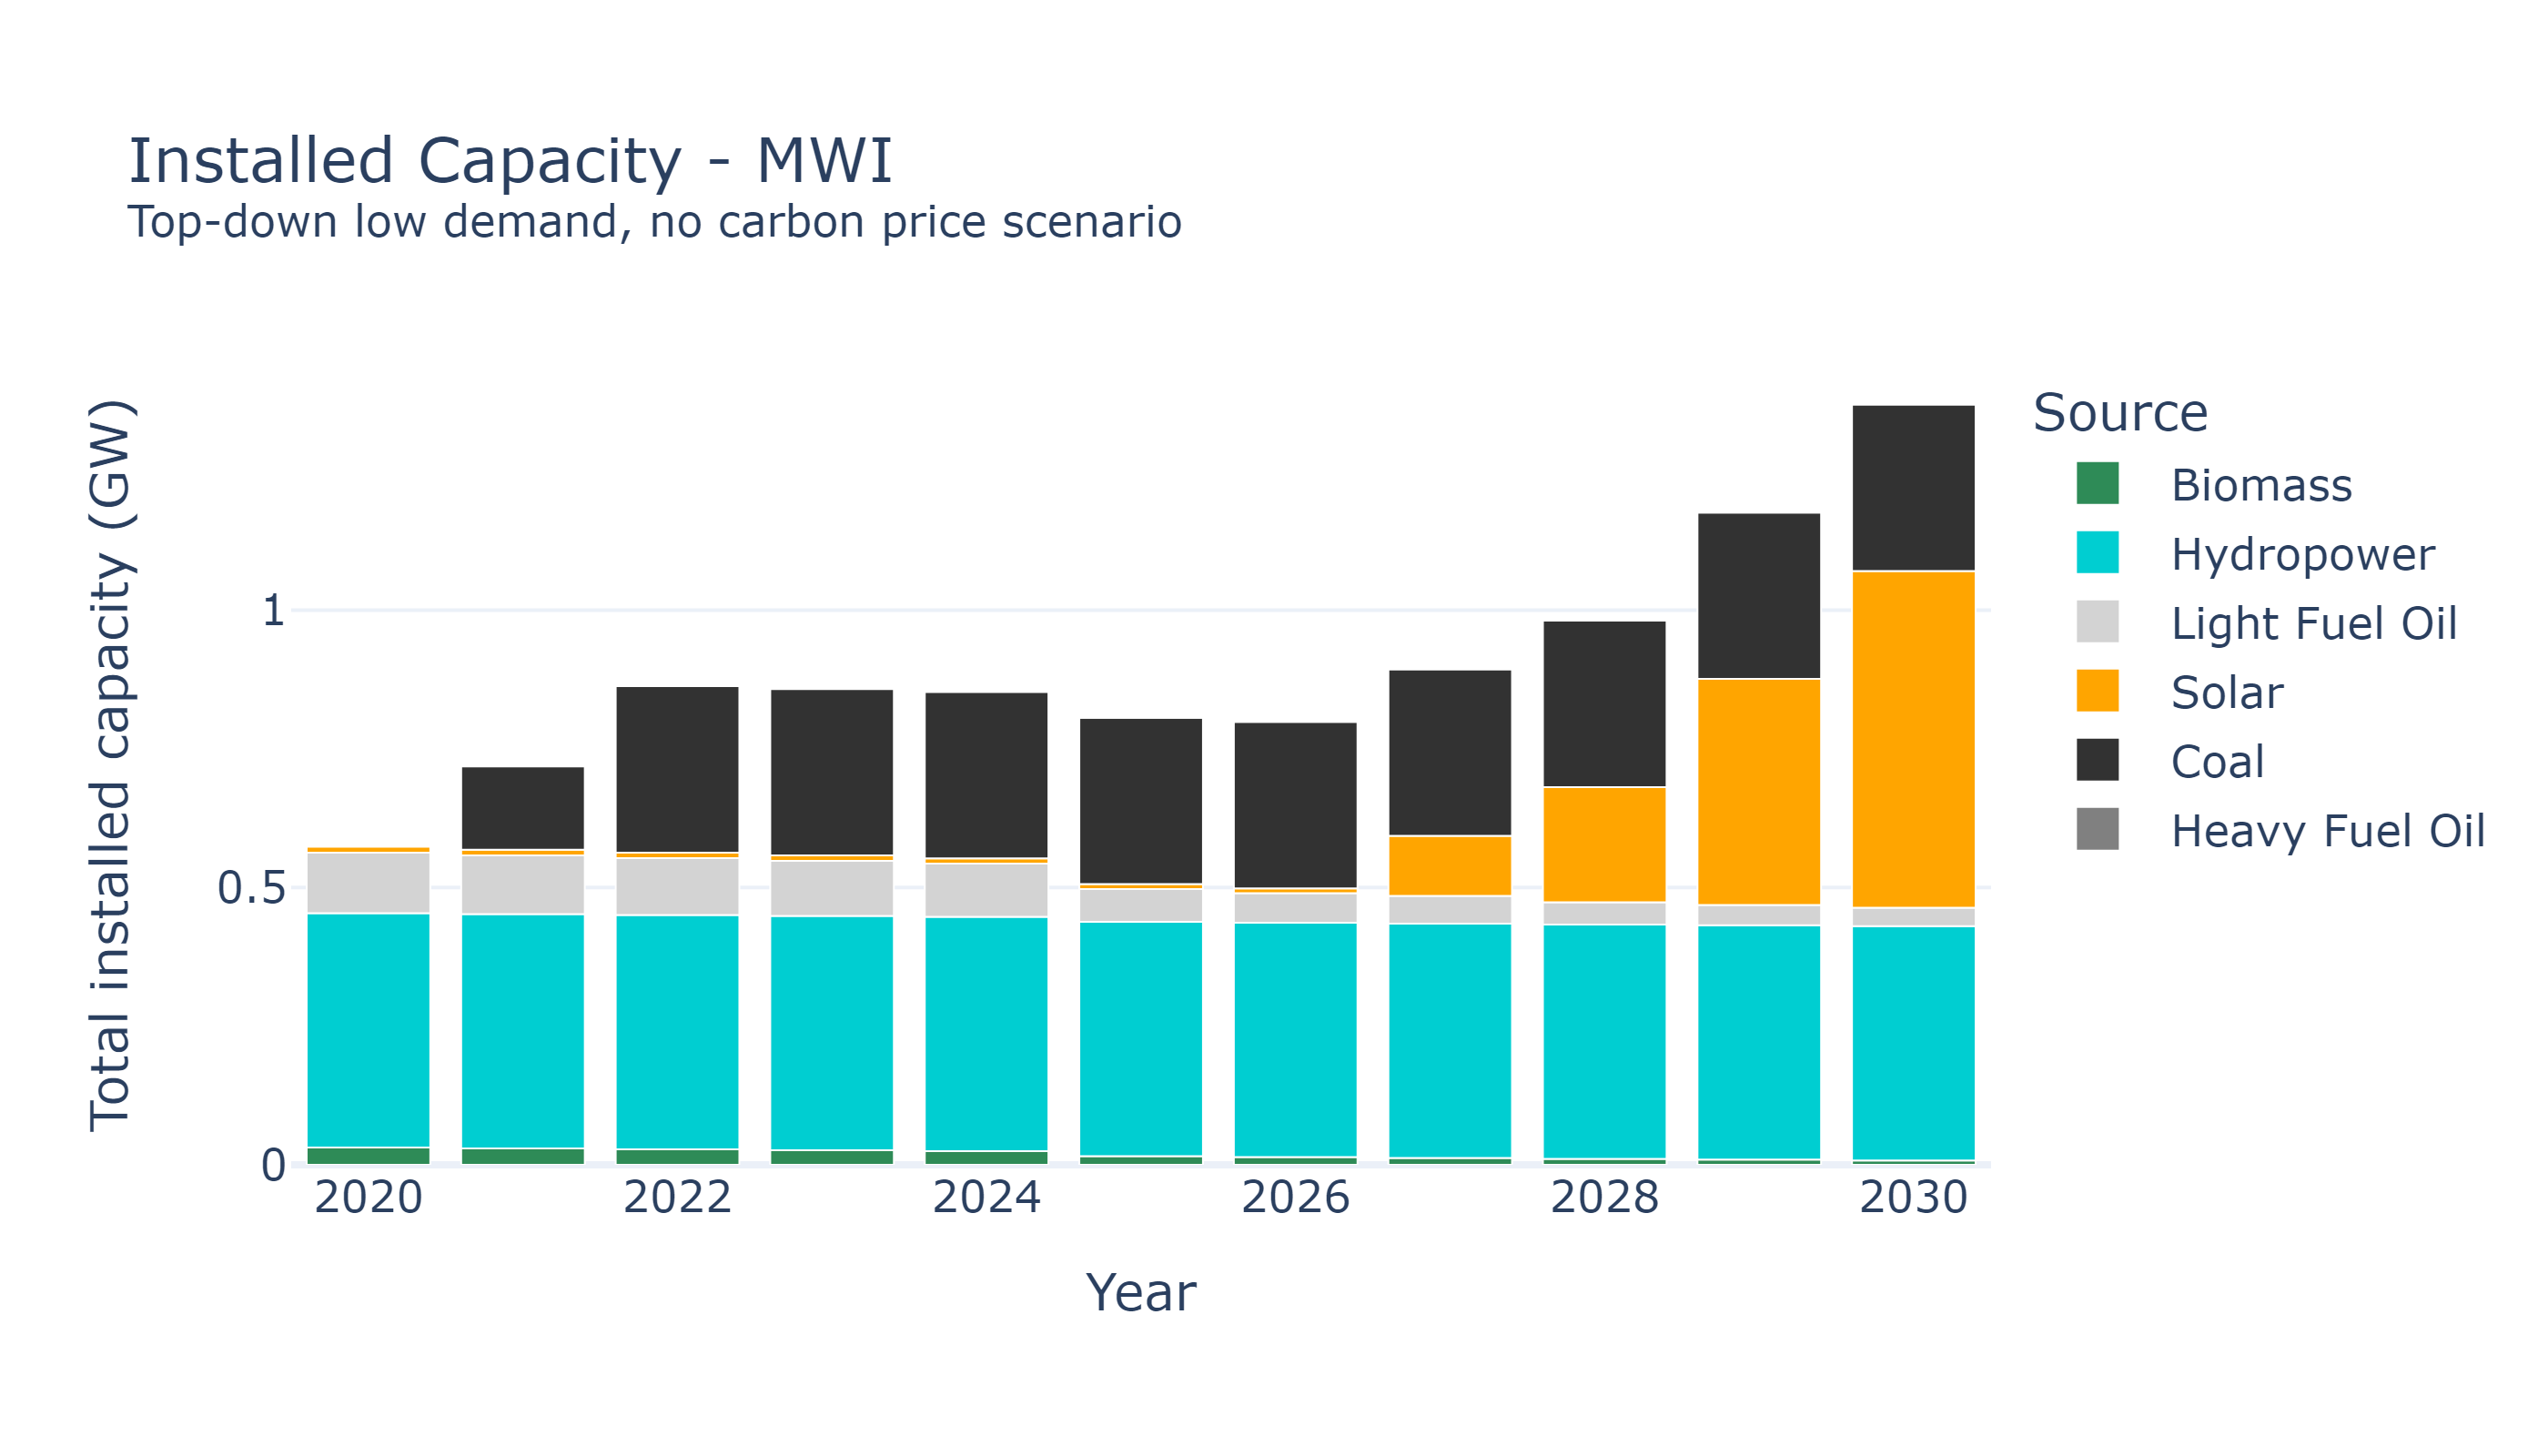 Installed Capacity - MWI
Top-down low demand, no carbon price scenario
Total installed capacity (GW)
1
0.5
0
2020 2022 2024 2026 2028 2030
Year
Source
Biomass
Hydropower
Light Fuel Oil
Solar
Coal
Heavy Fuel Oil